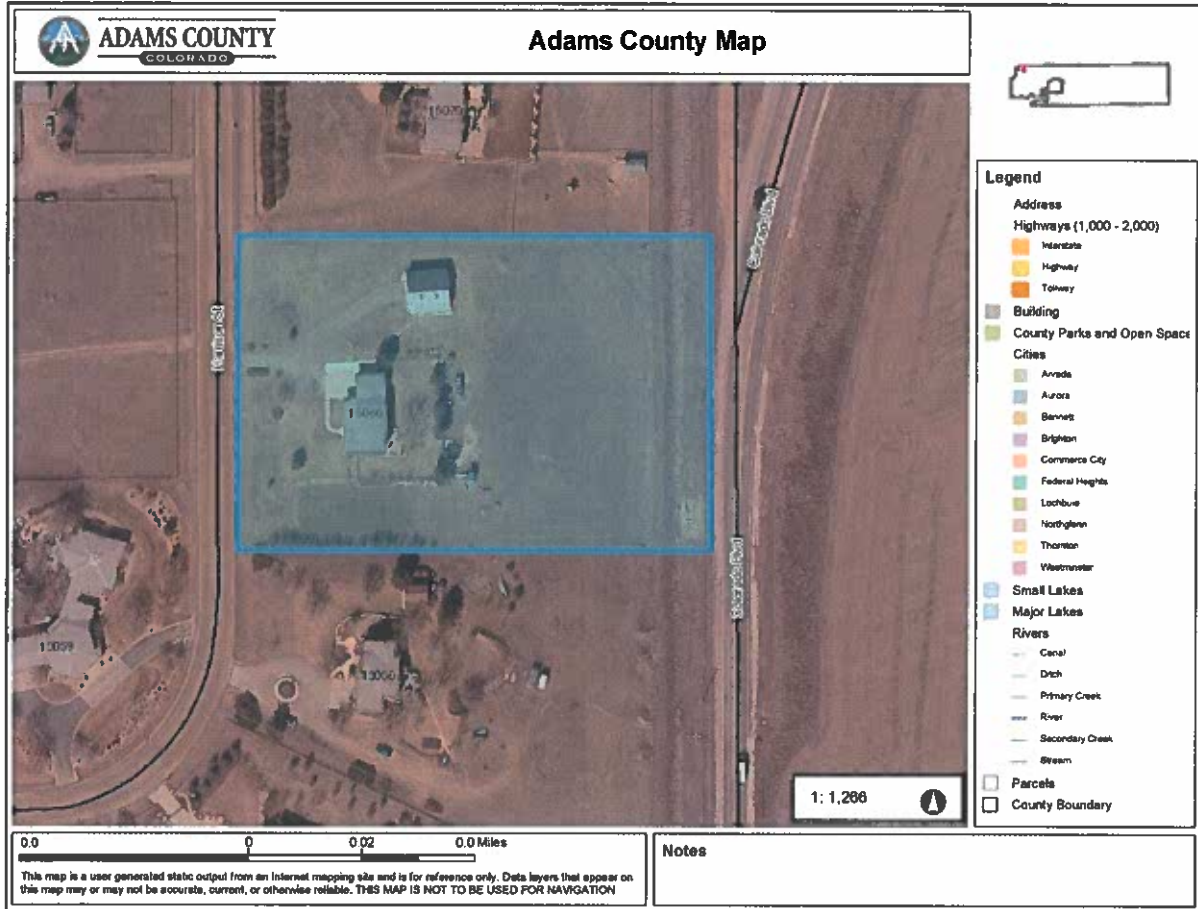 ADAMS COUNTY
COLORADO
Adams County Map
Colorado Blvd
Legend
Address
Highways (1,000 - 2,000)
Interstate
Highway
Tollway
Building
County Parks and Open Space
Cities
Arvada
Aurora
Bennett
Brighton
Commerce City
Federal Heights
Lochbuie
Northglenn
Thornton
Westminster
Small Lakes
Major Lakes
Rivers
Canal
Ditch
Primary Creek
River
Secondary Creek
Stream
Parcels
County Boundary
1: 1,266
0.0 0 0.02 0.0 Miles
This map is a user generated static output from an Internet mapping site and is for reference only. Data layers that appear on
this map may or may not be accurate, current, or otherwise reliable. THIS MAP IS NOT TO BE USED FOR NAVIGATION
Notes